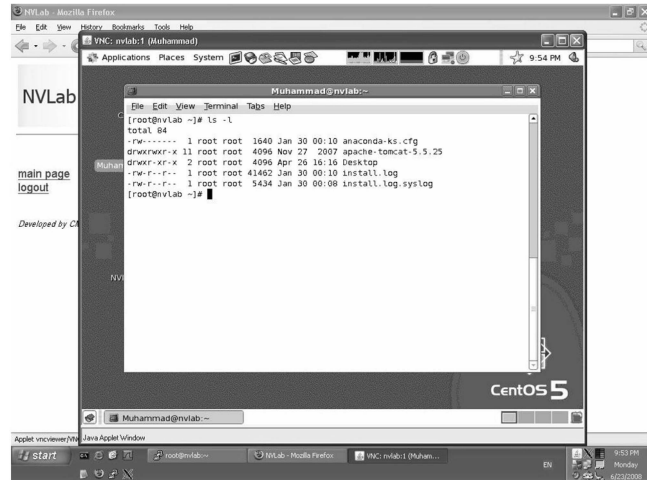 NVLab - Mozilla Firefox
File Edit View History Bookmarks Tools Help
NVLab
main page
logout
Developed by
VNC: nvlab:1 (Muhammad)
Applications Places System
9:54 PM
Muhammad@nvlab:~
File Edit View Terminal Tabs Help
[root@nvlab ~]# ls -l
total 84
-rw------- 1 root root 1640 Jan 30 00:10 anaconda-ks.cfg
drwxrwxr-x 11 root root 4096 Nov 27 2007 apache-tomcat-5.5.25
drwxr-xr-x 2 root root 4096 Apr 26 16:16 Desktop
-rw-r--r-- 1 root root 41462 Jan 30 00:10 install.log
-rw-r--r-- 1 root root 5434 Jan 30 00:08 install.log.syslog
[root@nvlab ~]#
Muham
NVL
CentOS 5
Muhammad@nvlab:~
Applet vncviewer/VN
Java Applet Window
start
root@nvlab:~
NVLab - Mozilla Firefox
VNC: nvlab:1 (Muham...
EN
9:53 PM
Monday
6/23/2008